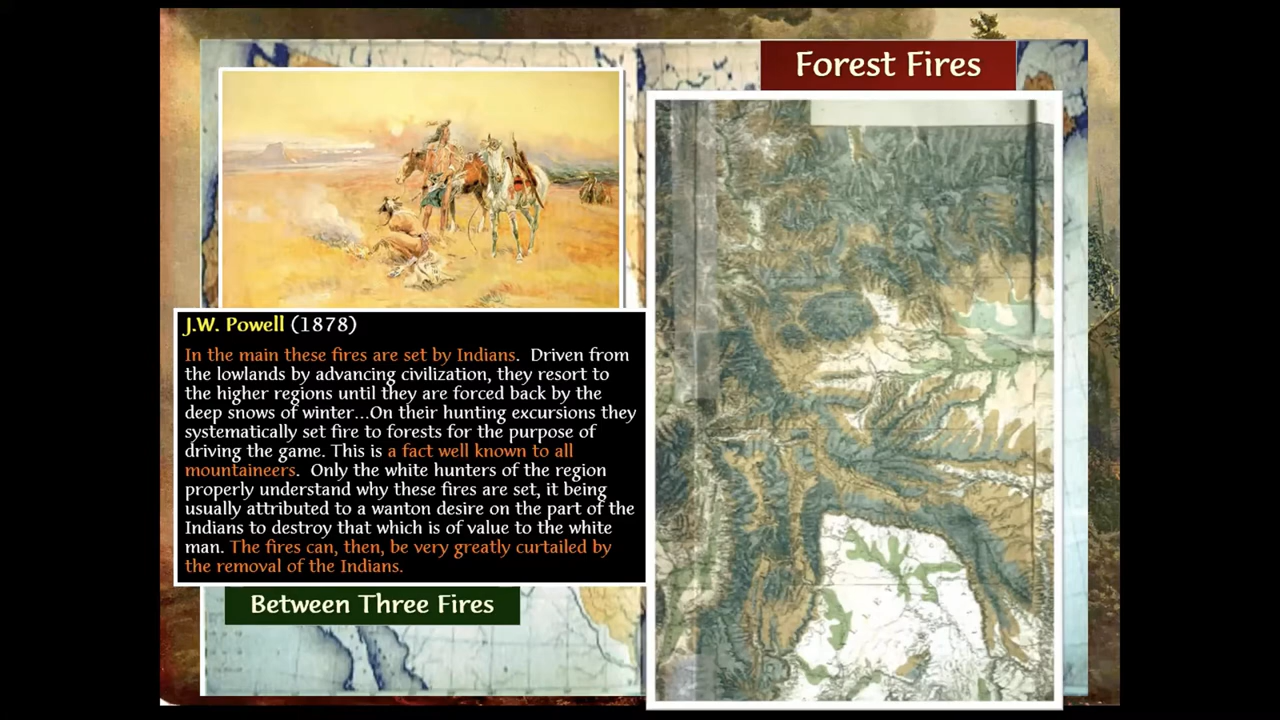 Forest Fires
J.W. Powell (1878)
In the main these fires are set by Indians. Driven from
the lowlands by advancing civilization, they resort to
the higher regions until they are forced back by the
deep snows of winter...On their hunting excursions they
systematically set fire to forests for the purpose of
driving the game. This is a fact well known to all
mountaineers. Only the white hunters of the region
properly understand why these fires are set, it being
usually attributed to a wanton desire on the part of the
Indians to destroy that which is of value to the white
man. The fires can, then, be very greatly curtailed by
the removal of the Indians.
Between Three Fires